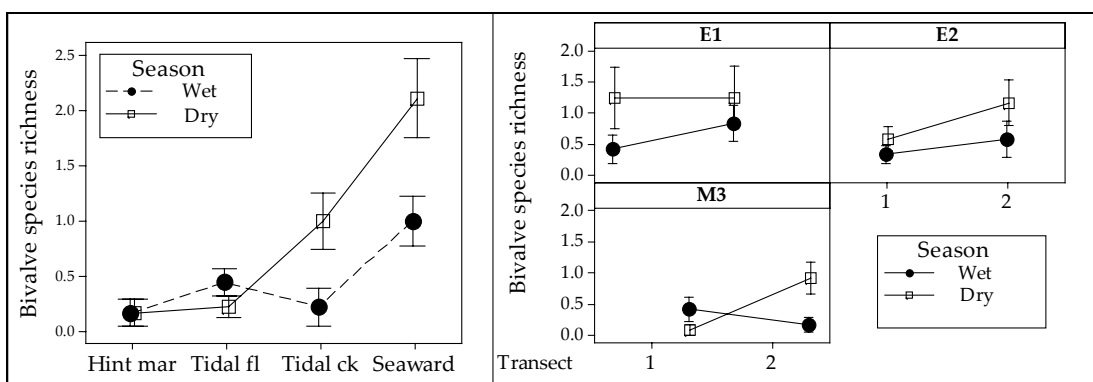 Bivalve species richness
2.5
2.0
1.5
1.0
0.5
0.0
Season
Wet
Dry
Hint mar Tidal fl Tidal ck Seaward
Bivalve species richness
E1 E2
2.0
1.5
1.0
0.5
0.0
1 2
M3
2.0
1.5
1.0
0.5
0.0
Season
Wet
Dry
Transect 1 2